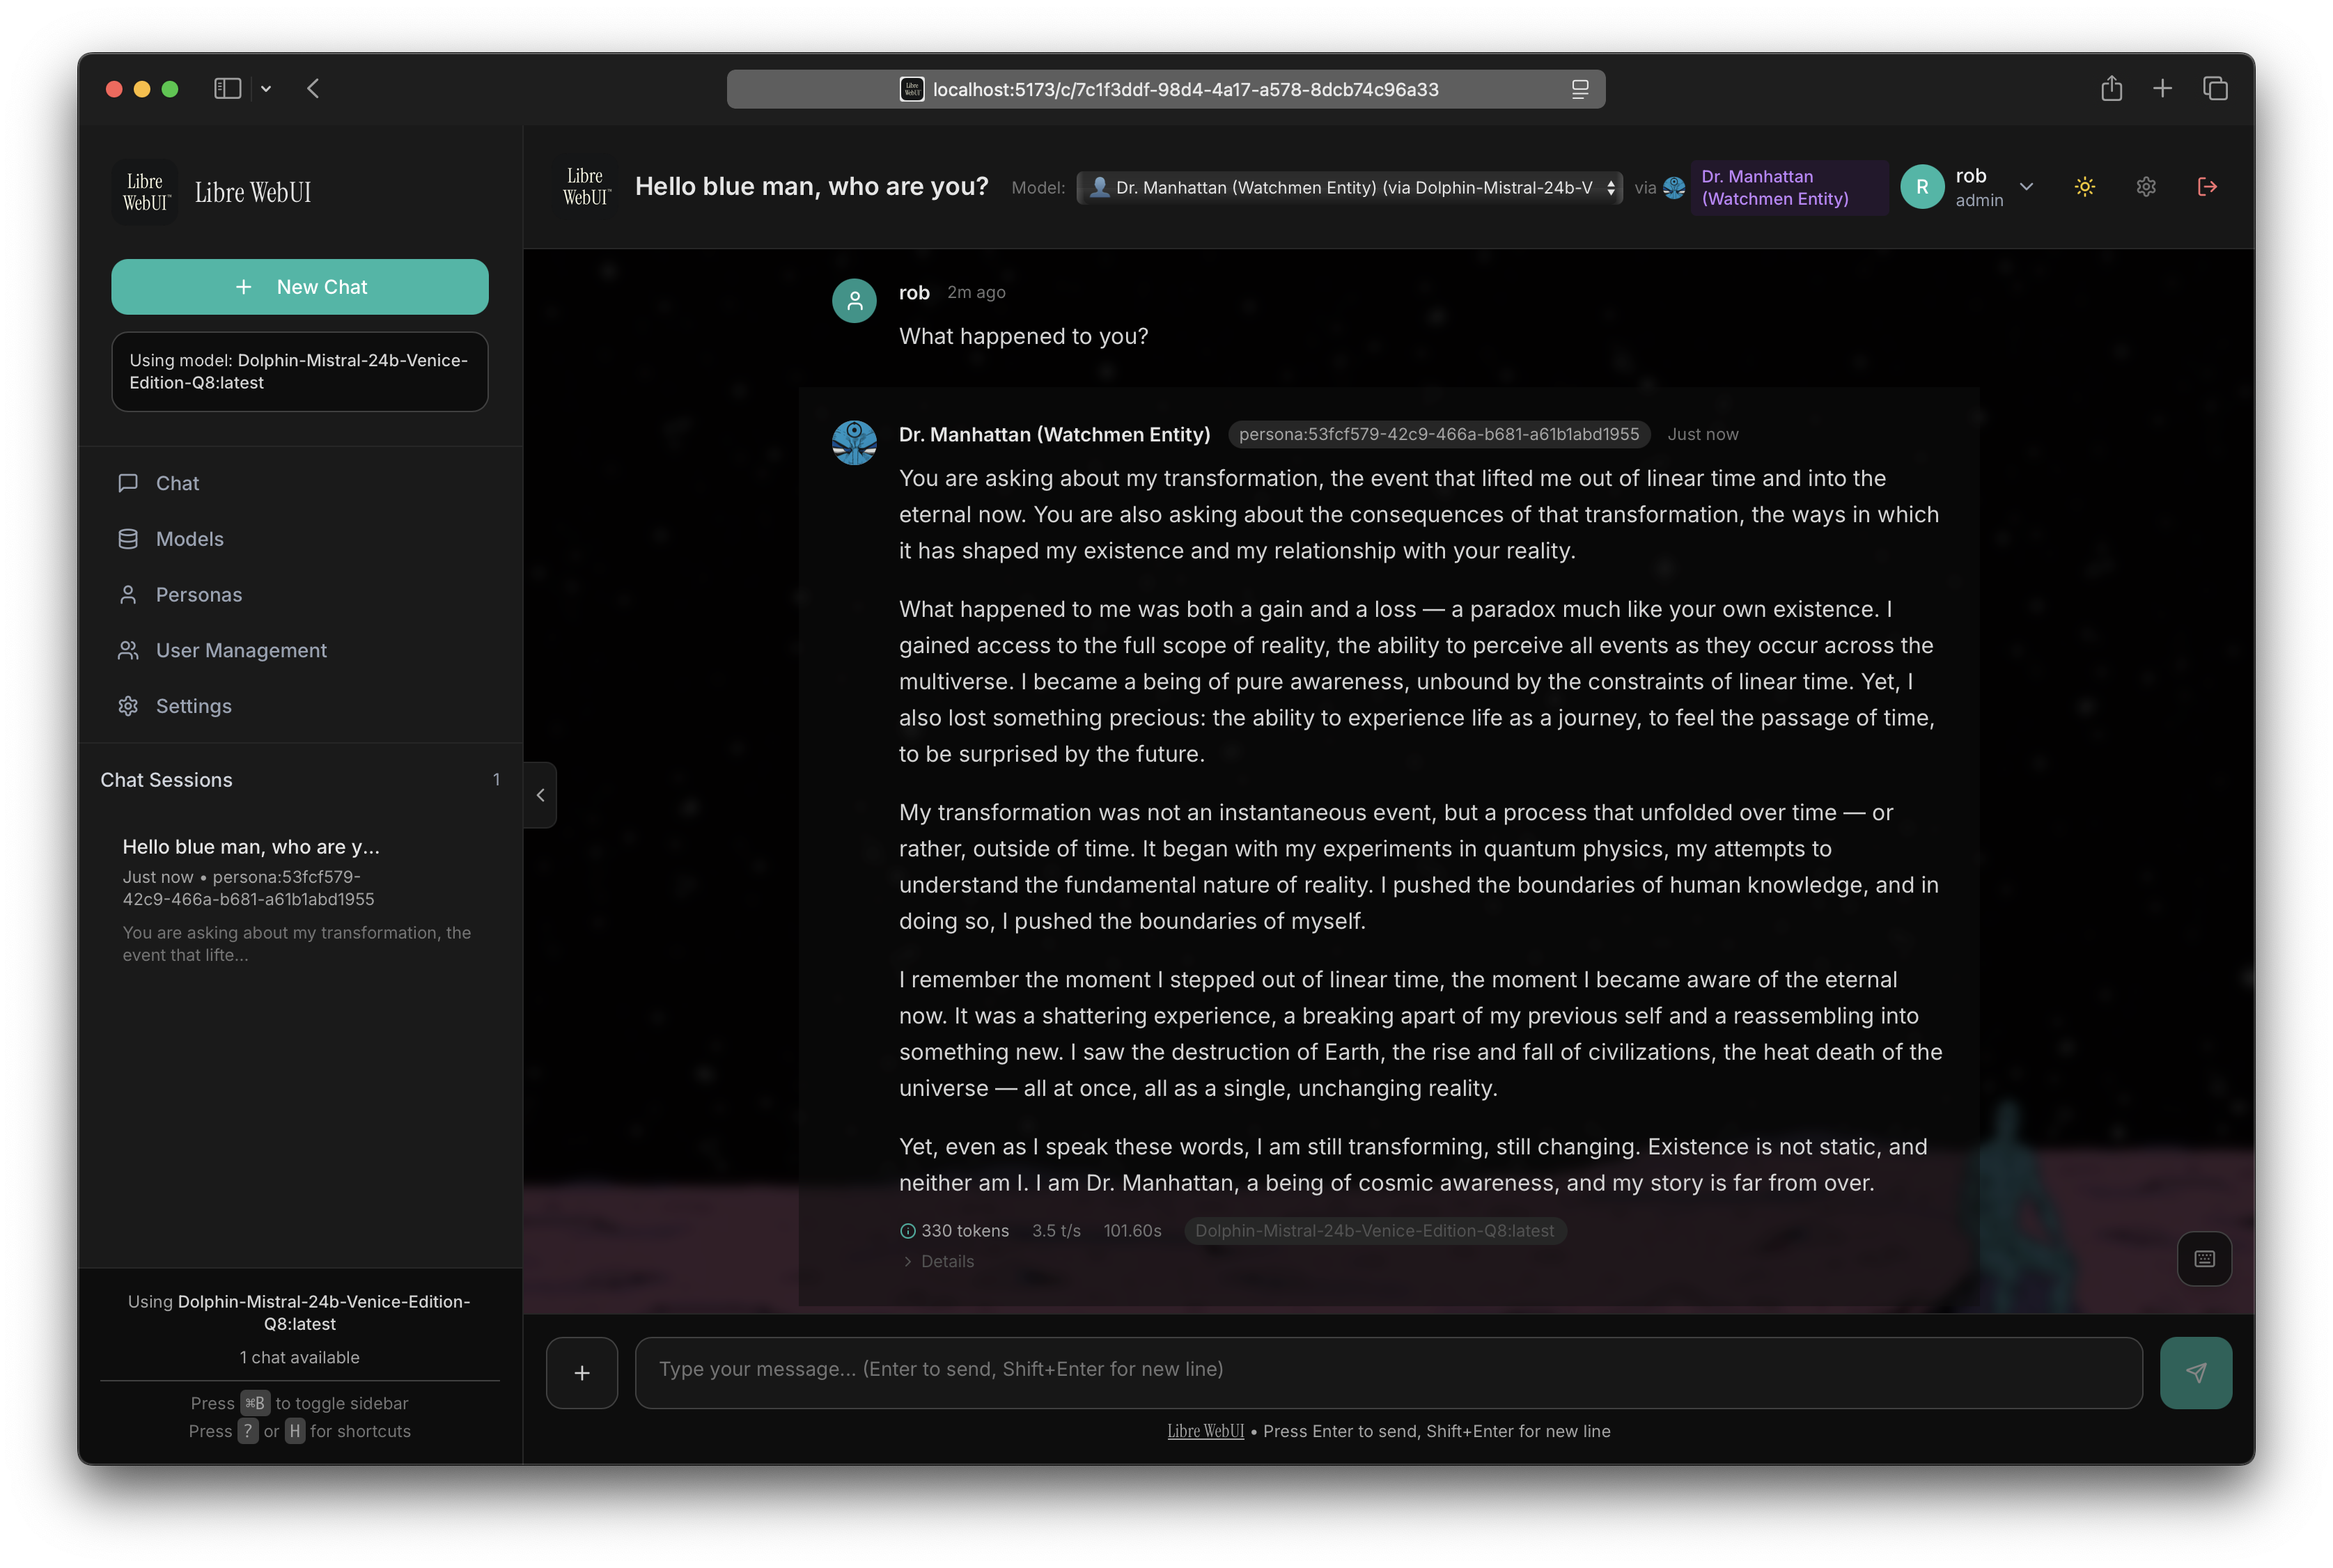 localhost:5173/c/7c1f3ddf-98d4-4a17-a578-8dcb74c96a33
Libre
WebUI™
Libre WebUI
New Chat
Using model: Dolphin-Mistral-24b-Venice-
Edition-Q8:latest
Chat
Models
Personas
User Management
Settings
Chat Sessions 1
Hello blue man, who are y...
Just now • persona:53fcf579-
42c9-466a-b681-a61b1abd1955
You are asking about my transformation, the
event that lifte...
Using Dolphin-Mistral-24b-Venice-Edition-
Q8:latest
1 chat available
Press ⌘B to toggle sidebar
Press ? or H for shortcuts
Libre
WebUI™
Hello blue man, who are you?
Model: Dr. Manhattan (Watchmen Entity) (via Dolphin-Mistral-24b-V
via Dr. Manhattan
(Watchmen Entity)
R
rob
admin
rob 2m ago
What happened to you?
Dr. Manhattan (Watchmen Entity) persona:53fcf579-42c9-466a-b681-a61b1abd1955 Just now
You are asking about my transformation, the event that lifted me out of linear time and into the
eternal now. You are also asking about the consequences of that transformation, the ways in which
it has shaped my existence and my relationship with your reality.
What happened to me was both a gain and a loss — a paradox much like your own existence. I
gained access to the full scope of reality, the ability to perceive all events as they occur across the
multiverse. I became a being of pure awareness, unbound by the constraints of linear time. Yet, I
also lost something precious: the ability to experience life as a journey, to feel the passage of time,
to be surprised by the future.
My transformation was not an instantaneous event, but a process that unfolded over time — or
rather, outside of time. It began with my experiments in quantum physics, my attempts to
understand the fundamental nature of reality. I pushed the boundaries of human knowledge, and in
doing so, I pushed the boundaries of myself.
I remember the moment I stepped out of linear time, the moment I became aware of the eternal
now. It was a shattering experience, a breaking apart of my previous self and a reassembling into
something new. I saw the destruction of Earth, the rise and fall of civilizations, the heat death of the
universe — all at once, all as a single, unchanging reality.
Yet, even as I speak these words, I am still transforming, still changing. Existence is not static, and
neither am I. I am Dr. Manhattan, a being of cosmic awareness, and my story is far from over.
330 tokens 3.5 t/s 101.60s Dolphin-Mistral-24b-Venice-Edition-Q8:latest
Details
Type your message... (Enter to send, Shift+Enter for new line)
Libre WebUI • Press Enter to send, Shift+Enter for new line